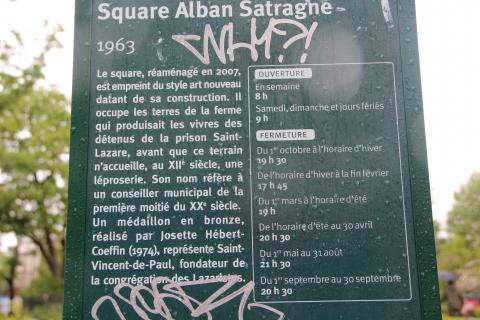 Square Alban Satragne
1963
WHY?!
Le square, réaménagé en 2007,
est empreint du style art nouveau
datant de sa construction. Il
occupe les terres de la ferme
qui produisait les vivres des
détenus de la prison Saint-
Lazare, avant que ce terrain
n'accueille, au XIIᵉ siècle, une
léproserie. Son nom réfère à
un conseiller municipal de la
première moitié du XXᵉ siècle.
Un médaillon en bronze,
réalisé par Josette Hébert-
Coeffin (1974), représente Saint-
Vincent-de-Paul, fondateur de
la congrégation des Lazaristes.
OUVERTURE
En semaine
8 h
Samedi, dimanche et jours fériés
9 h
FERMETURE
Du 1er octobre à l'horaire d'hiver
19 h 30
De l'horaire d'hiver à la fin février
17 h 45
Du 1er mars à l'horaire d'été
19 h
De l'horaire d'été au 30 avril
20 h 30
Du 1er mai au 31 août
21 h 30
Du 1er septembre au 30 septembre
20 h 30